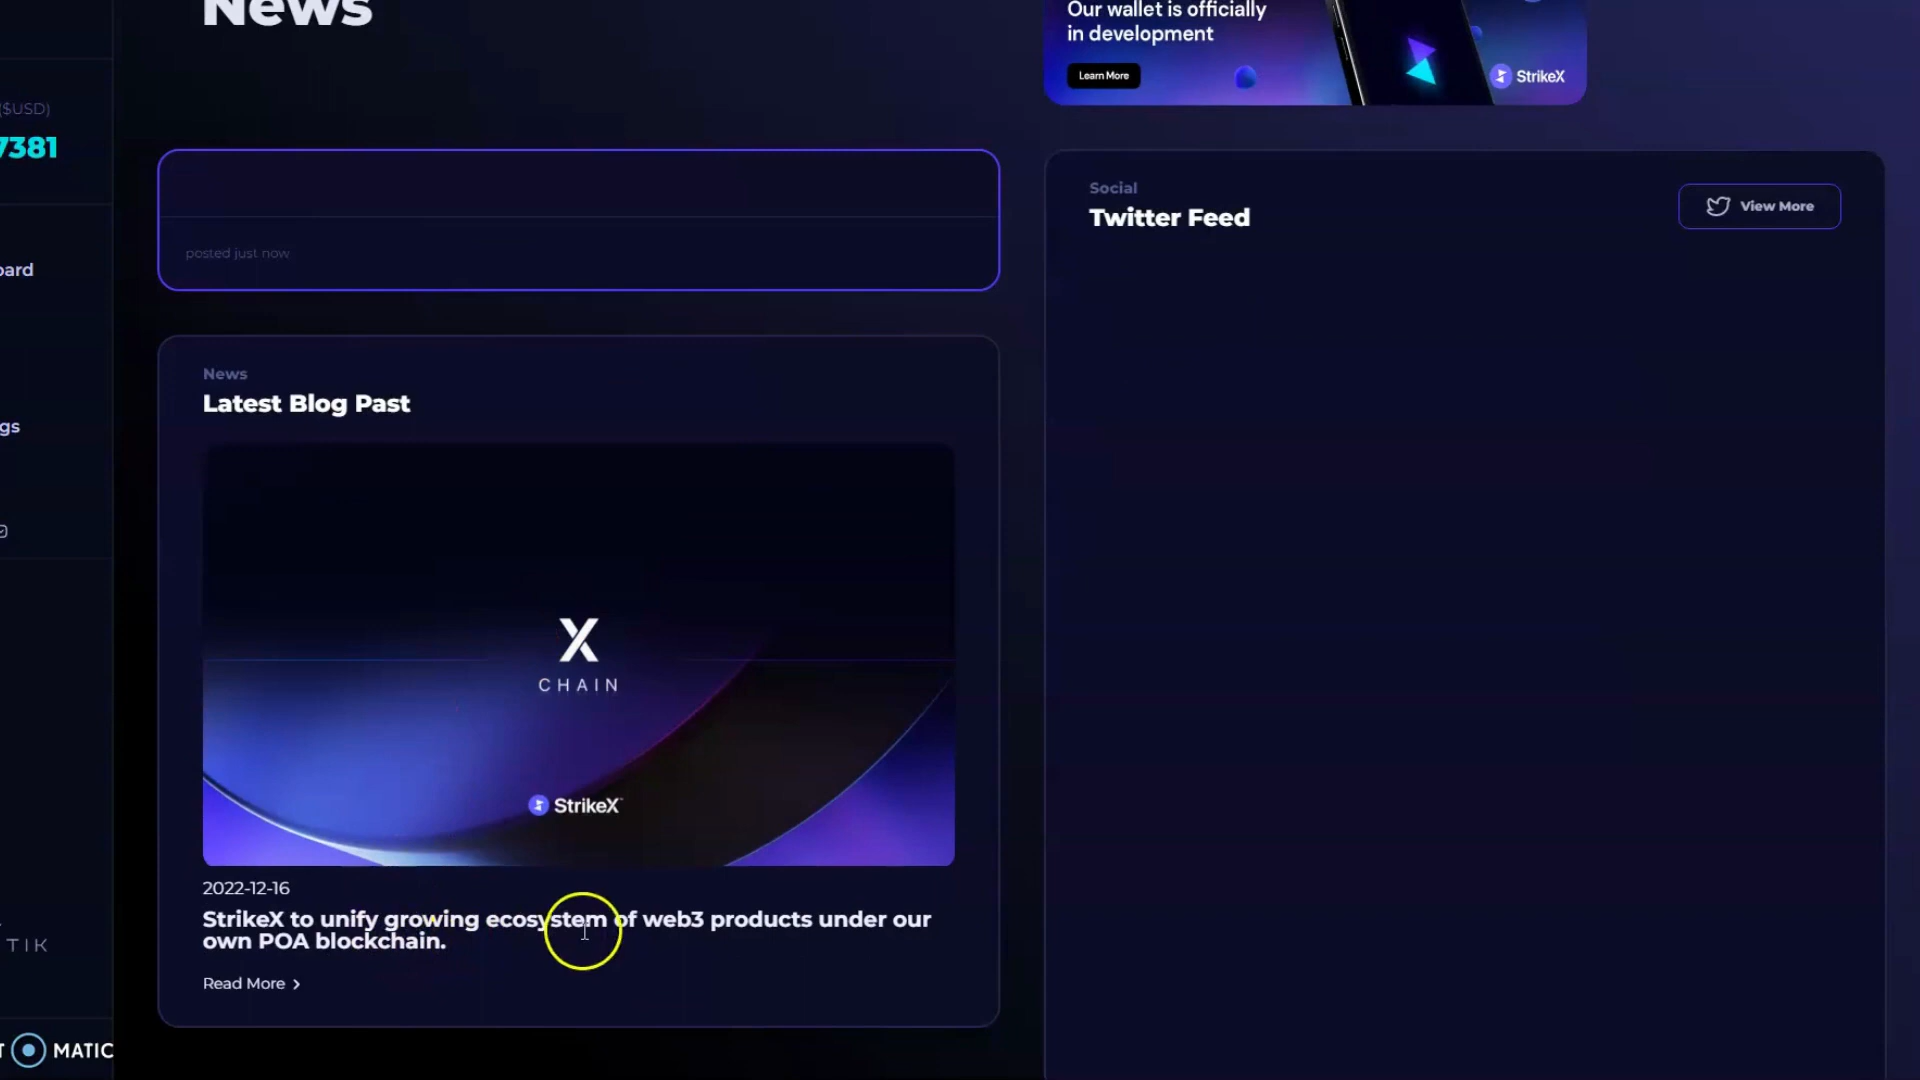 News
Our wallet is officially
in development
Learn More
StrikeX
($USD)
7381
posted just now
Social
Twitter Feed
View More
oard
gs
News
Latest Blog Past
X
CHAIN
StrikeX
2022-12-16
StrikeX to unify growing ecosystem of web3 products under our
own POA blockchain.
Read More
TIK
T
MATIC